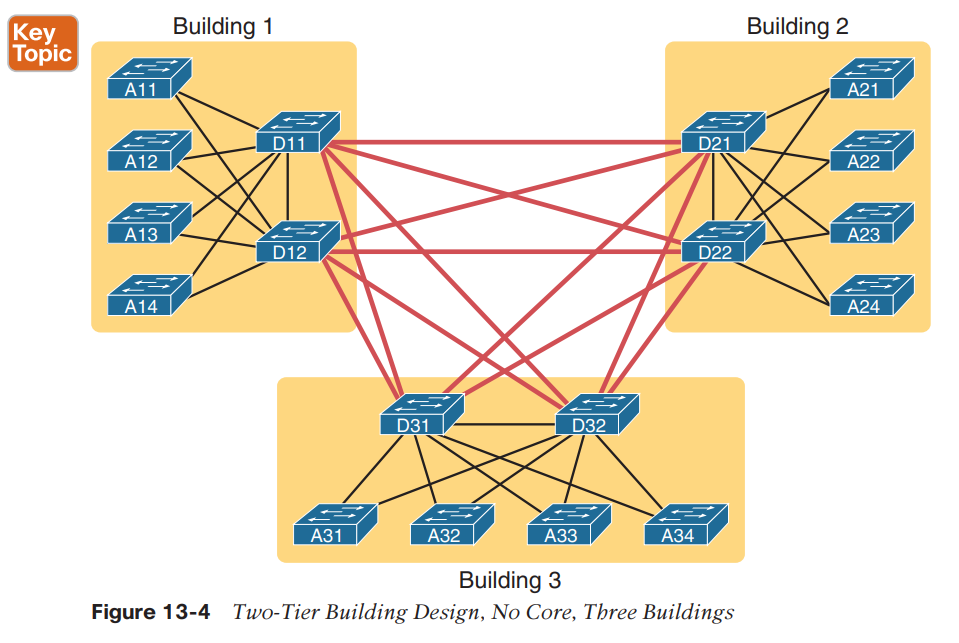 Key
Topic
Building 1
Building 2
A11
A21
D11
D21
A12
A22
A13
A23
D12
D22
A14
A24
D31
D32
A31
A32
A33
A34
Building 3
Figure 13-4 Two-Tier Building Design, No Core, Three Buildings